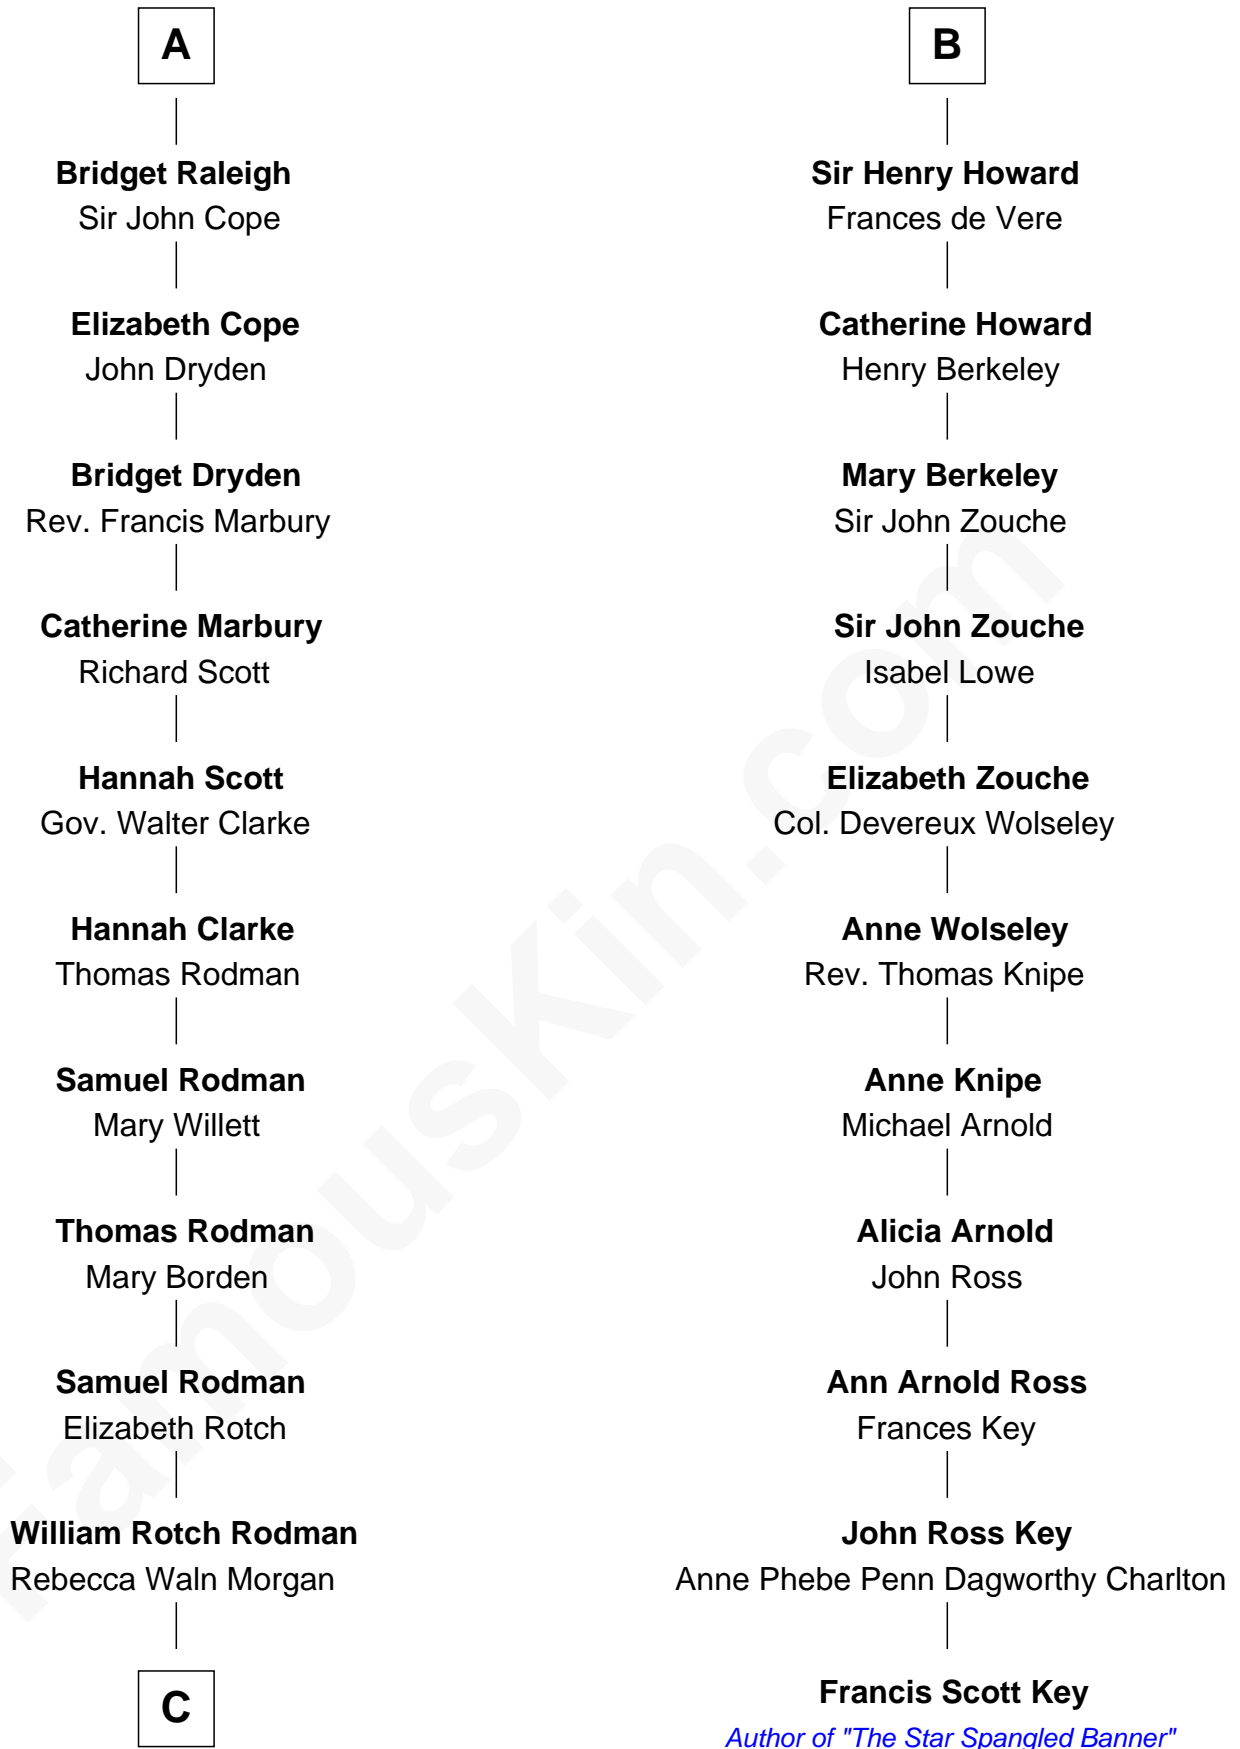 A
Bridget Raleigh
Sir John Cope
Elizabeth Cope
John Dryden
Bridget Dryden
Rev. Francis Marbury
Catherine Marbury
Richard Scott
Hannah Scott
Gov. Walter Clarke
Hannah Clarke
Thomas Rodman
Samuel Rodman
Mary Willett
Thomas Rodman
Mary Borden
Samuel Rodman
Elizabeth Rotch
William Rotch Rodman
Rebecca Waln Morgan
C
B
Sir Henry Howard
Frances de Vere
Catherine Howard
Henry Berkeley
Mary Berkeley
Sir John Zouche
Sir John Zouche
Isabel Lowe
Elizabeth Zouche
Col. Devereux Wolseley
Anne Wolseley
Rev. Thomas Knipe
Anne Knipe
Michael Arnold
Alicia Arnold
John Ross
Ann Arnold Ross
Frances Key
John Ross Key
Anne Phebe Penn Dagworthy Charlton
Francis Scott Key
Author of "The Star Spangled Banner"
FamousKin.com